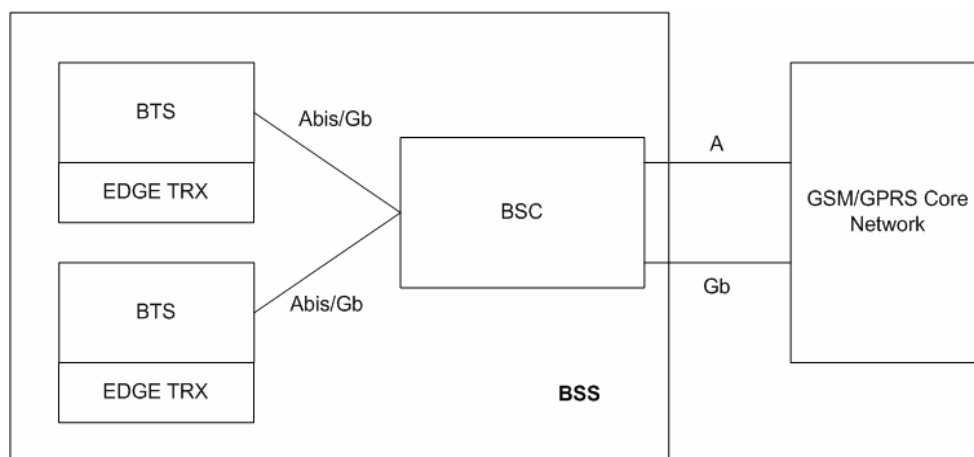 BTS
EDGE TRX
Abis/Gb
BTS
EDGE TRX
Abis/Gb
BSC
BSS
A
Gb
GSM/GPRS Core
Network